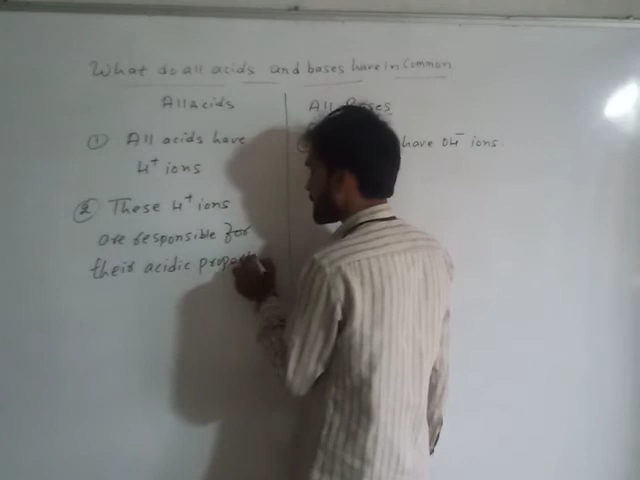 What do all acids and bases have in Common
All Acids
① All acids have
H⁺ ions
② These H⁺ ions
are responsible for
their acidic
All Bases
have OH⁻ ions.